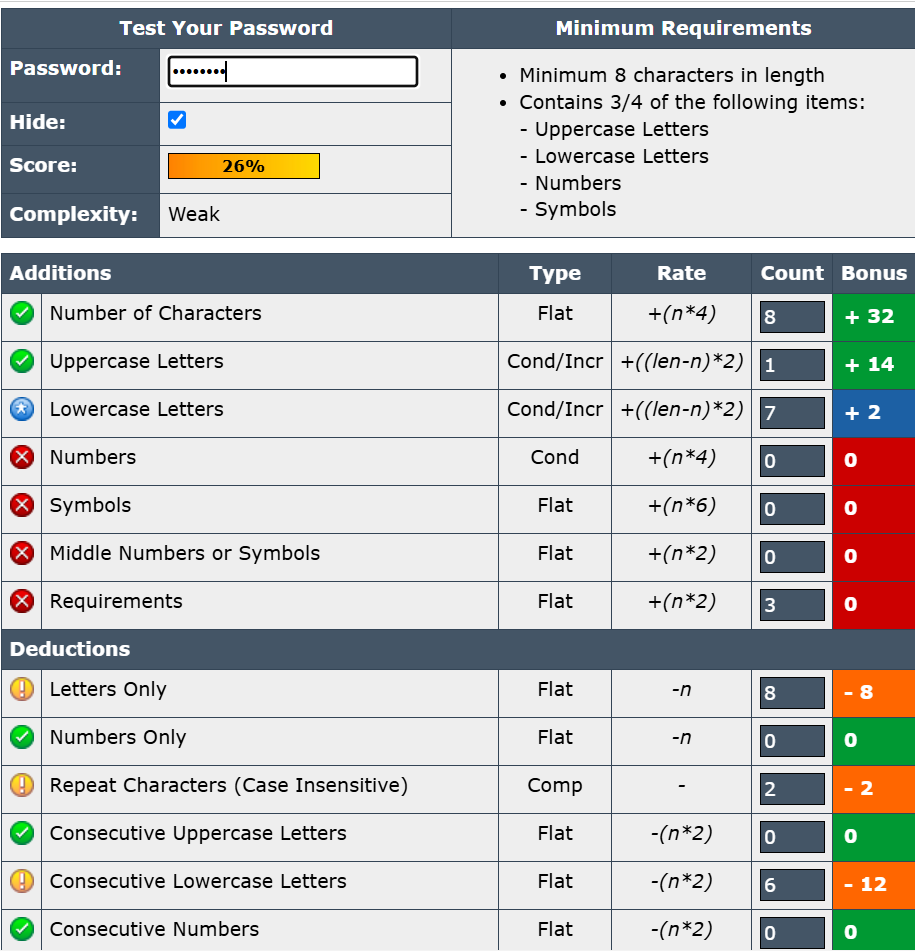 Test Your Password Minimum Requirements
Password: ••••••••
• Minimum 8 characters in length
• Contains 3/4 of the following items:
- Uppercase Letters
- Lowercase Letters
- Numbers
- Symbols
Hide:
Score: 26%
Complexity: Weak
Additions Type Rate Count Bonus
Number of Characters Flat +(n*4) 8 + 32
Uppercase Letters Cond/Incr +((len-n)*2) 1 + 14
Lowercase Letters Cond/Incr +((len-n)*2) 7 + 2
Numbers Cond +(n*4) 0 0
Symbols Flat +(n*6) 0 0
Middle Numbers or Symbols Flat +(n*2) 0 0
Requirements Flat +(n*2) 3 0
Deductions
Letters Only Flat -n 8 - 8
Numbers Only Flat -n 0 0
Repeat Characters (Case Insensitive) Comp - 2 - 2
Consecutive Uppercase Letters Flat -(n*2) 0 0
Consecutive Lowercase Letters Flat -(n*2) 6 - 12
Consecutive Numbers Flat -(n*2) 0 0